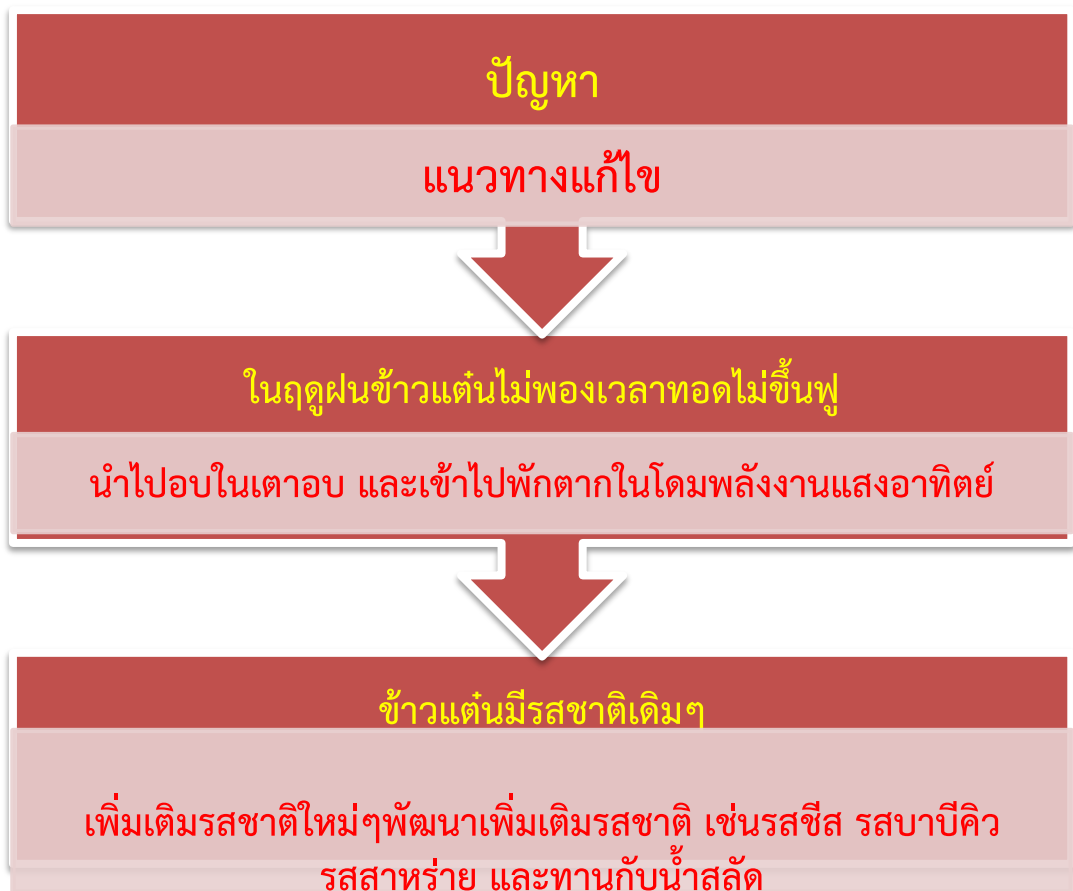 ปัญหา
แนวทางแก้ไข
ในฤดูฝนข้าวแต๋นไม่พองเวลาทอดไม่ขึ้นฟู
นำไปอบในเตาอบ และเข้าไปพักตากในโดมพลังงานแสงอาทิตย์
ข้าวแต๋นมีรสชาติเดิมๆ
เพิ่มเติมรสชาติใหม่ๆพัฒนาเพิ่มเติมรสชาติ เช่นรสชีส รสบาบีคิว
รสสาหร่าย และทานกับน้ำสลัด